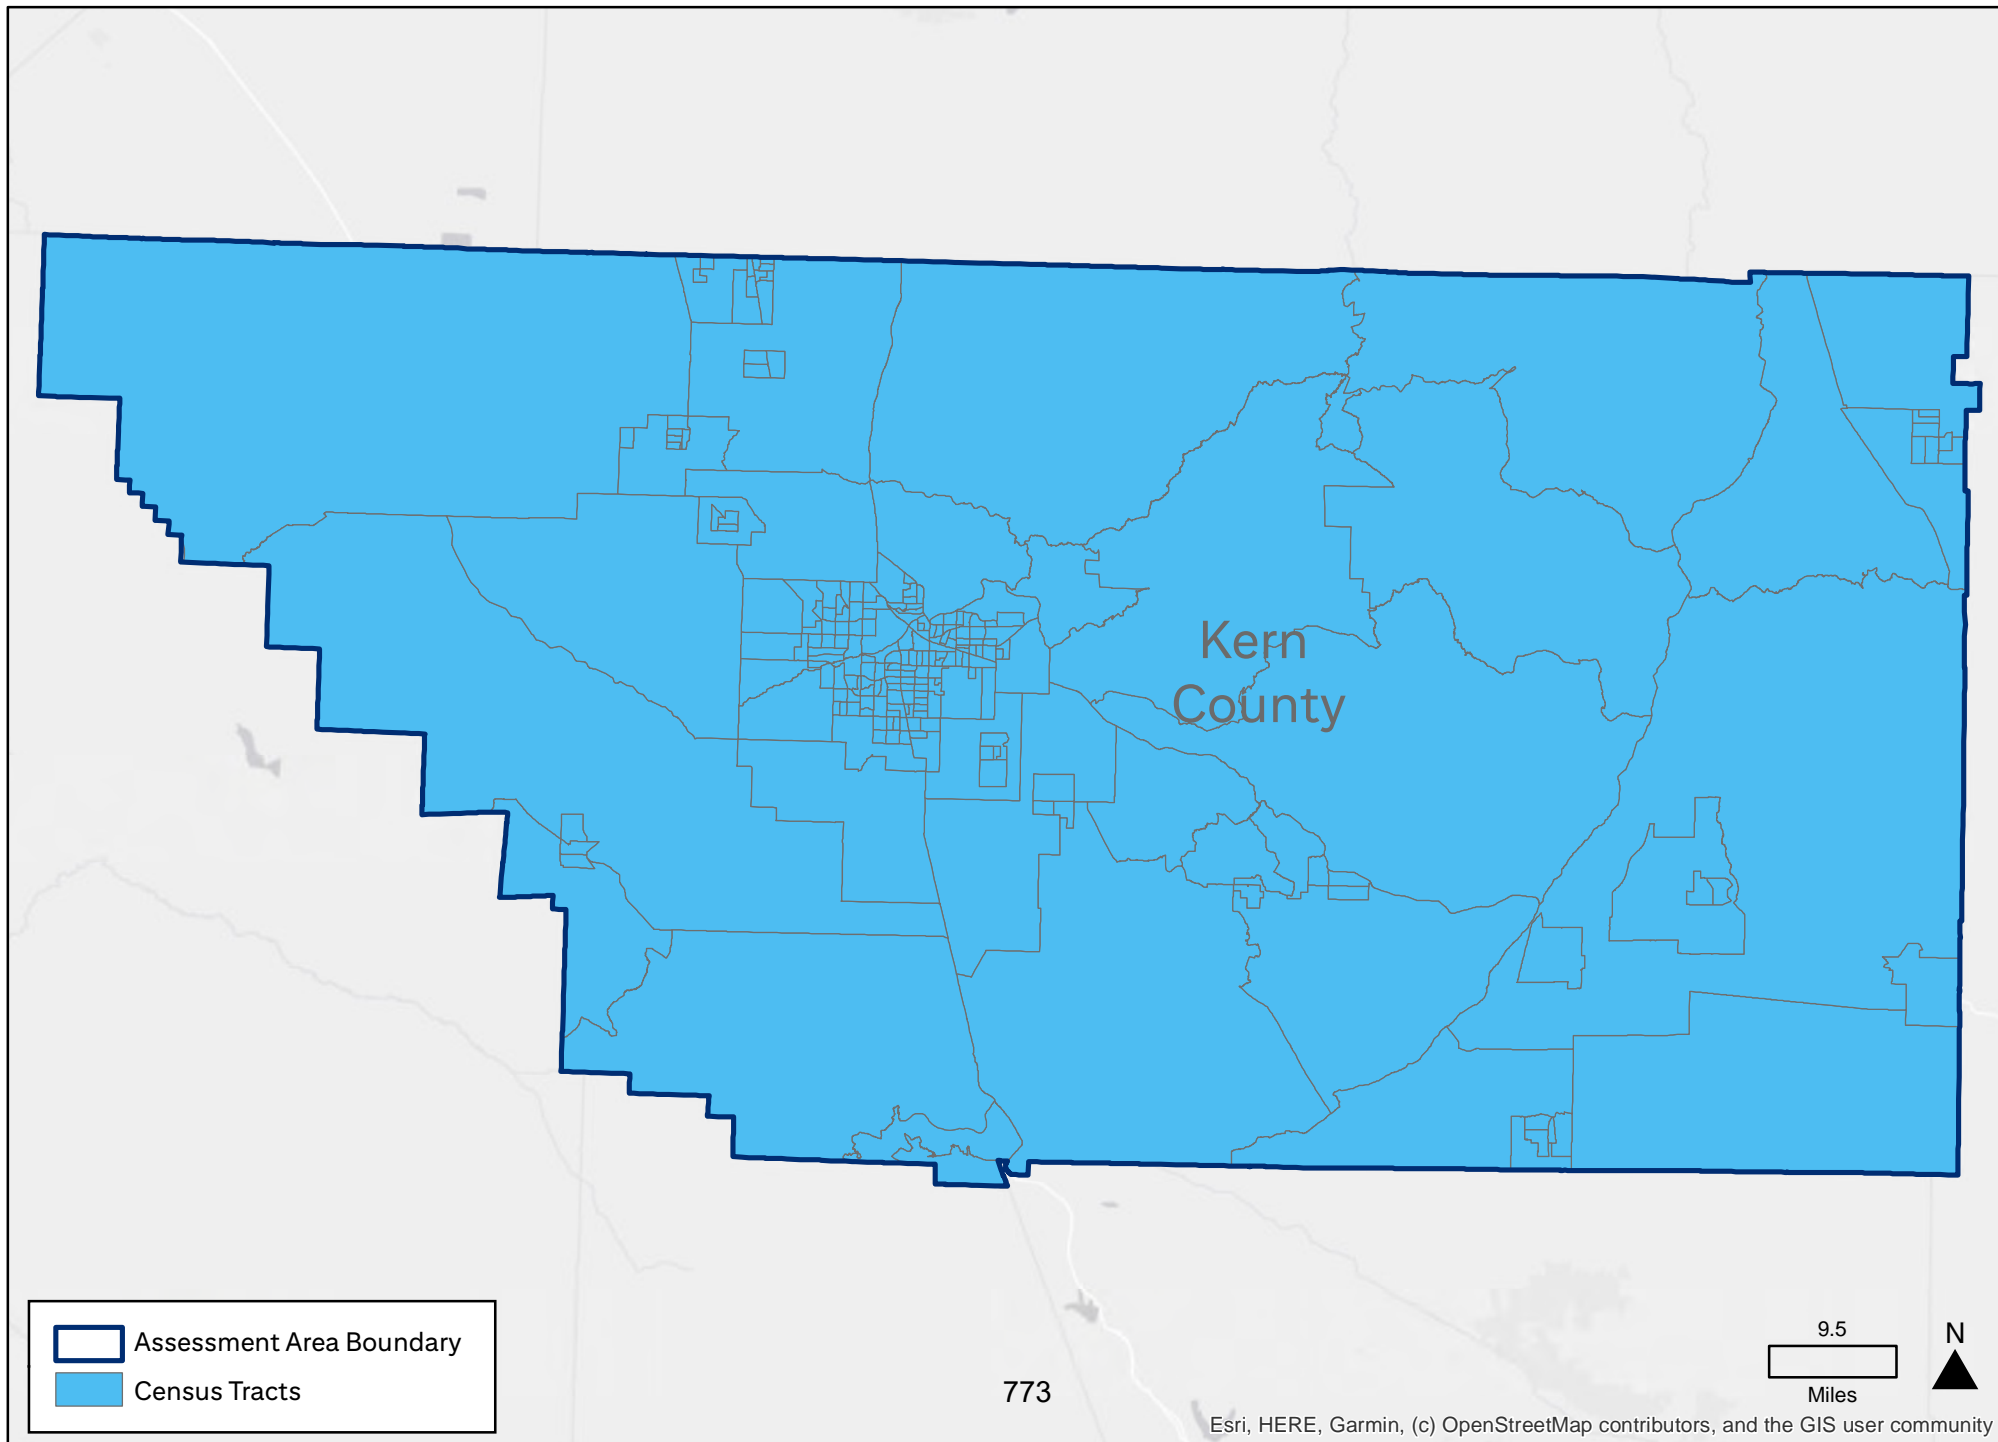 Kern
County
Assessment Area Boundary
Census Tracts
773
9.5
Miles
N
Esri, HERE, Garmin, (c) OpenStreetMap contributors, and the GIS user community